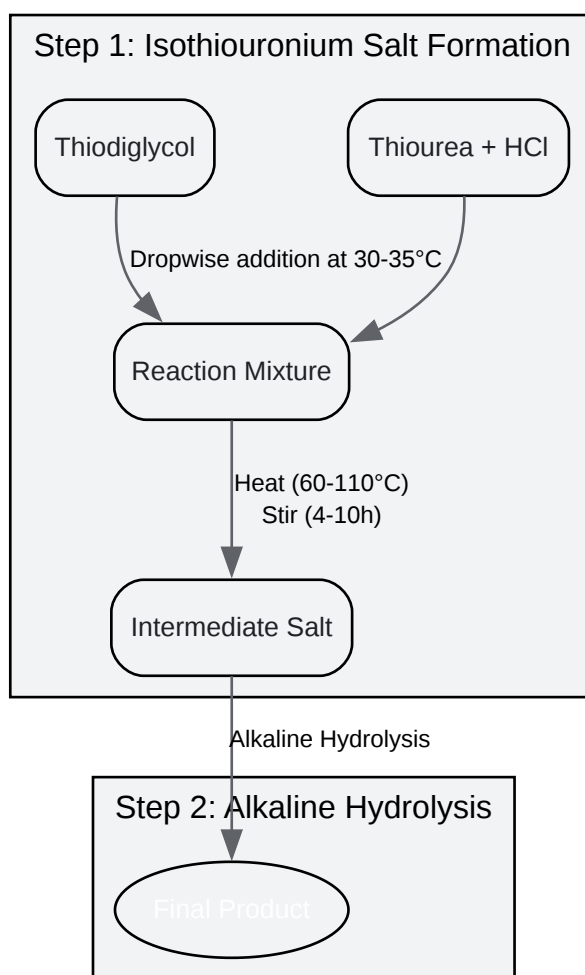 Step 1: Isothiouronium Salt Formation
Thiodiglycol
Thiourea + HCl
Dropwise addition at 30-35°C
Reaction Mixture
Heat (60-110°C)
Stir (4-10h)
Intermediate Salt
Alkaline Hydrolysis
Step 2: Alkaline Hydrolysis
Final Product